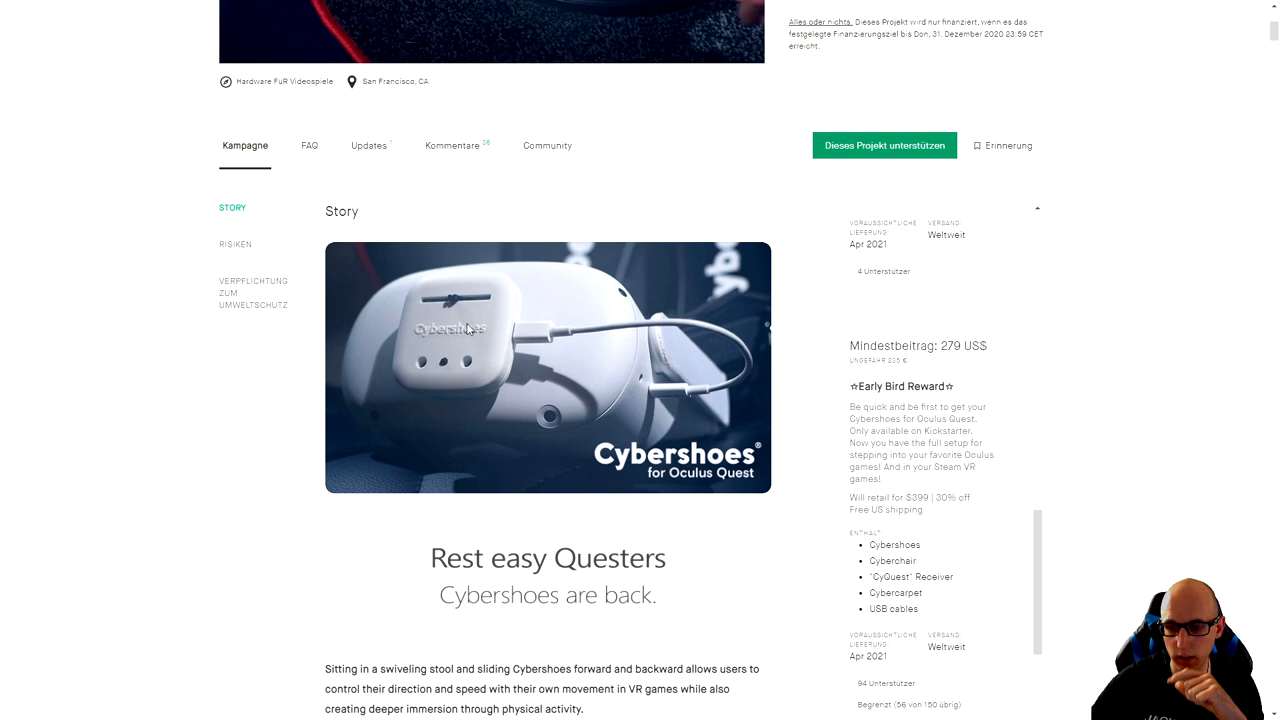 Alles oder nichts. Dieses Projekt wird nur finanziert, wenn es das
festgelegte Finanzierungsziel bis Don, 31. Dezember 2020 23:59 CET
erreicht.
Hardware FüR Videospiele
San Francisco, CA
Kampagne
FAQ
Updates 1
Kommentare 36
Community
Dieses Projekt unterstützen
Erinnerung
STORY
RISIKEN
VERPFLICHTUNG
ZUM
UMWELTSCHUTZ
Story
Cybershoes
Cybershoes®
for Oculus Quest
Rest easy Questers
Cybershoes are back.
Sitting in a swiveling stool and sliding Cybershoes forward and backward allows users to
control their direction and speed with their own movement in VR games while also
creating deeper immersion through physical activity.
VORAUSSICHTLICHE
LIEFERUNG:
Apr 2021
VERSAND:
Weltweit
4 Unterstützer
Mindestbeitrag: 279 US$
UNGEFÄHR 235 €
☆Early Bird Reward☆
Be quick and be first to get your
Cybershoes for Oculus Quest.
Only available on Kickstarter.
Now you have the full setup for
stepping into your favorite Oculus
games! And in your Steam VR
games!
Will retail for $399 | 30% off
Free US shipping
ENTHÄLT:
• Cybershoes
• Cyberchair
• "CyQuest" Receiver
• Cybercarpet
• USB cables
VORAUSSICHTLICHE
LIEFERUNG:
Apr 2021
VERSAND:
Weltweit
94 Unterstützer
Begrenzt (56 von 150 übrig)